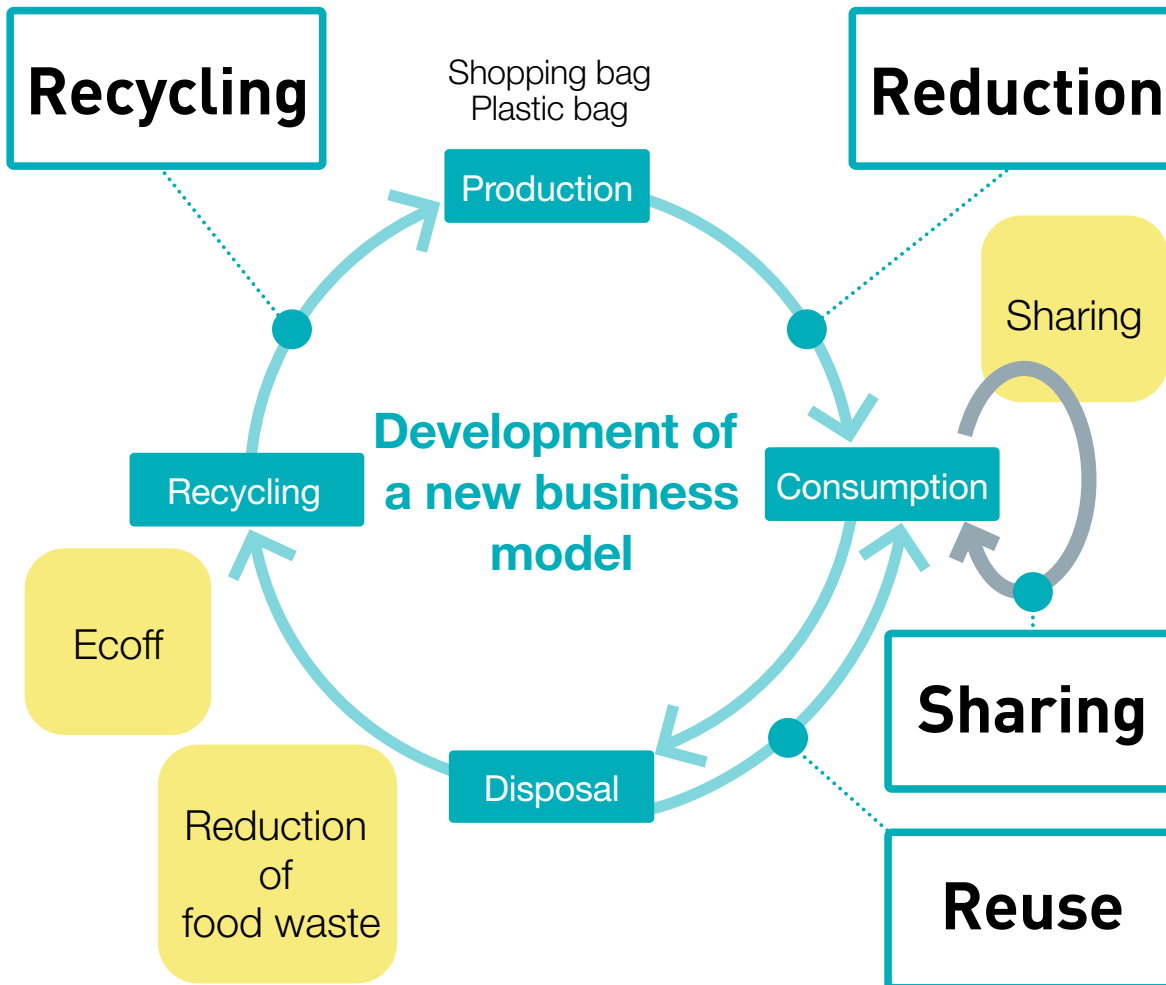 Recycling
Reduction
Shopping bag
Plastic bag
Production
Sharing
Development of
a new business
model
Recycling
Consumption
Ecoff
Sharing
Disposal
Reduction
of
food waste
Reuse